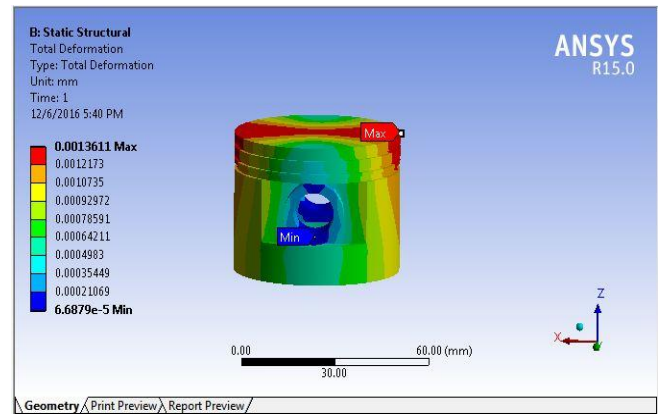 B: Static Structural
Total Deformation
Type: Total Deformation
Unit: mm
Time: 1
12/6/2016 5:40 PM
ANSYS
R15.0
0.0013611 Max
0.0012173
0.0010735
0.00092972
0.00078591
0.00064211
0.0004983
0.00035449
0.00021069
6.6879e-5 Min
Max
Min
0.00 60.00 (mm)
30.00
Z
X
Y
Geometry Print Preview Report Preview